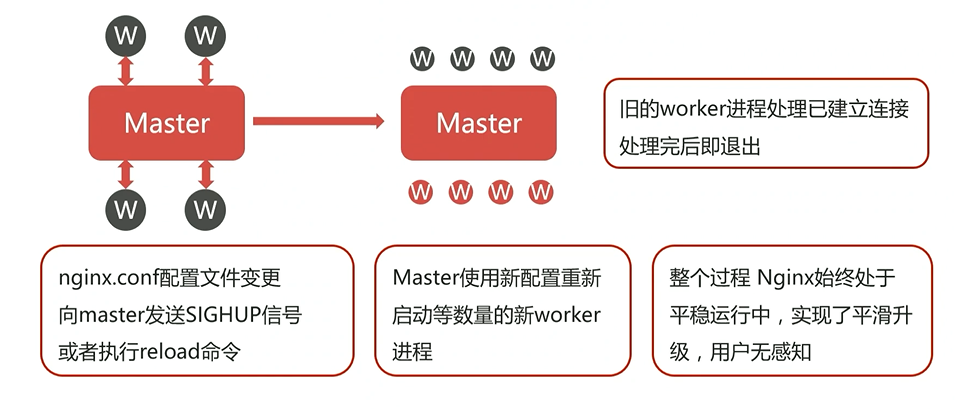 W W
Master
W W
W W W W
Master
W W W W
旧的worker进程处理已建立连接
处理完后即退出
nginx.conf配置文件变更
向master发送SIGHUP信号
或者执行reload命令
Master使用新配置重新
启动等数量的新worker
进程
整个过程 Nginx始终处于
平稳运行中，实现了平滑升
级，用户无感知